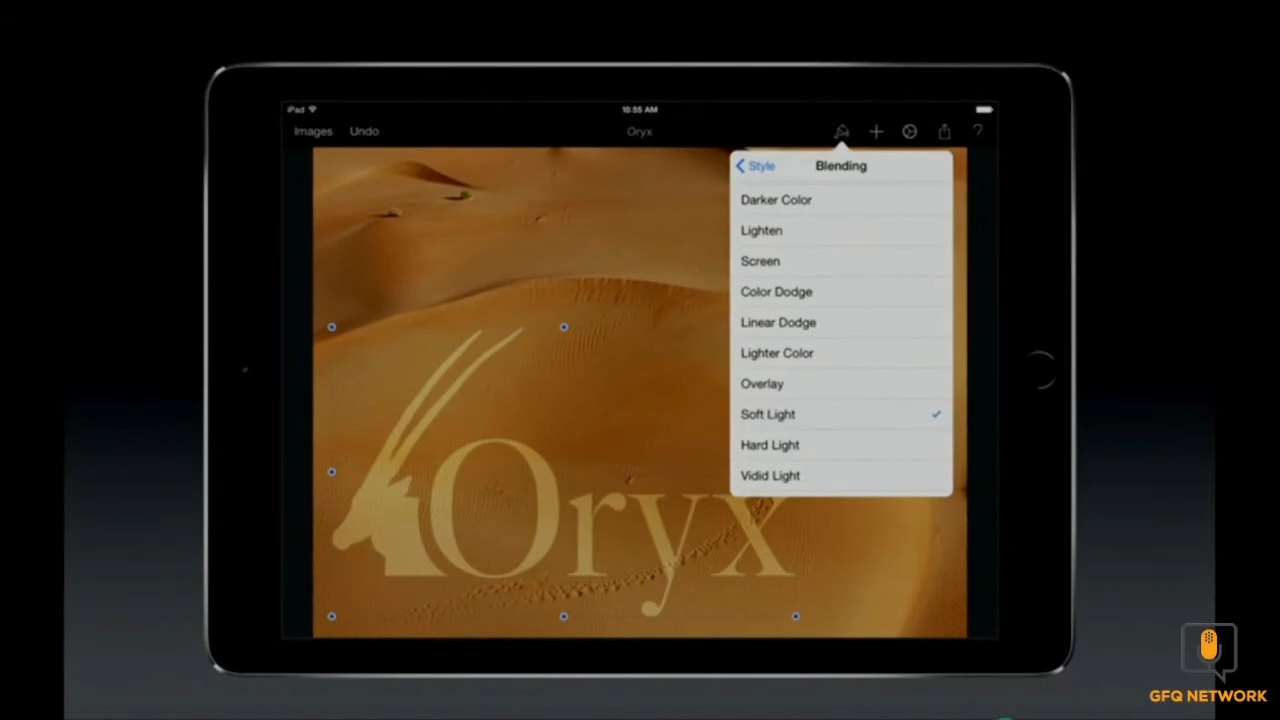 iPad
10:55 AM
Images Undo
Oryx
?
Style
Blending
Darker Color
Lighten
Screen
Color Dodge
Linear Dodge
Lighter Color
Overlay
Soft Light
Hard Light
Vidid Light
Oryx
GFQ NETWORK